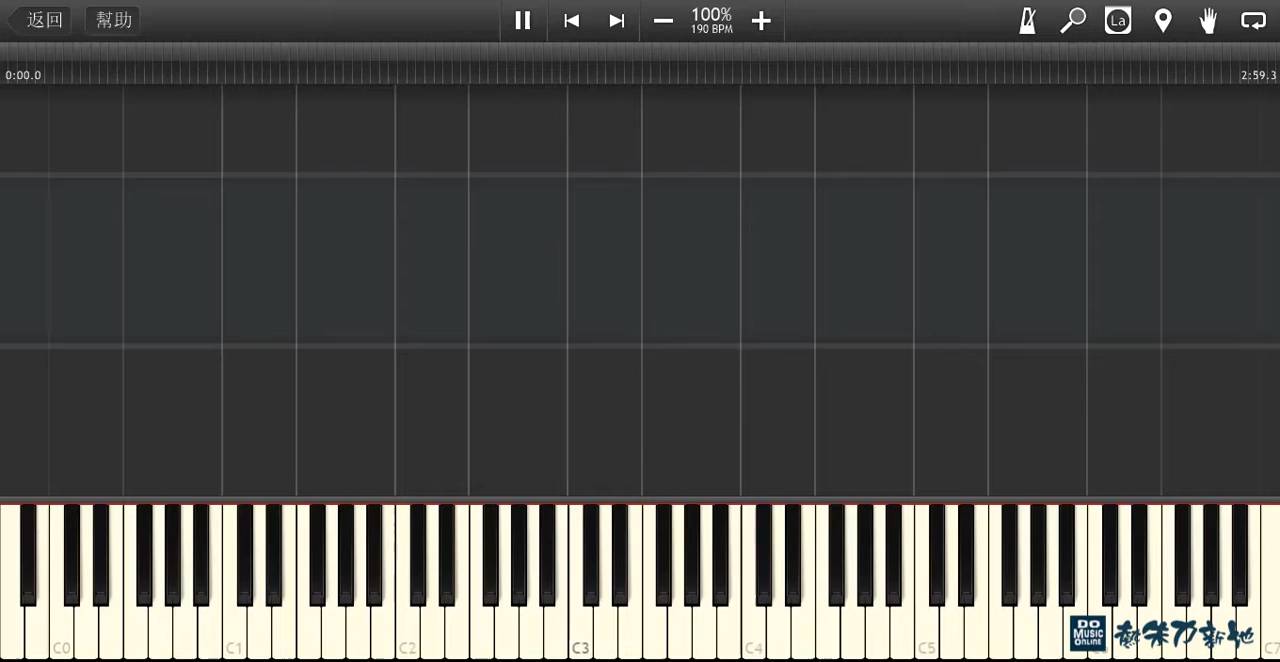 返回 幫助 100% La
190 BPM
0:00.0 2:59.3
C0 C1 C2 C3 C4 C5 C7
DO
MUSIC
ONLINE